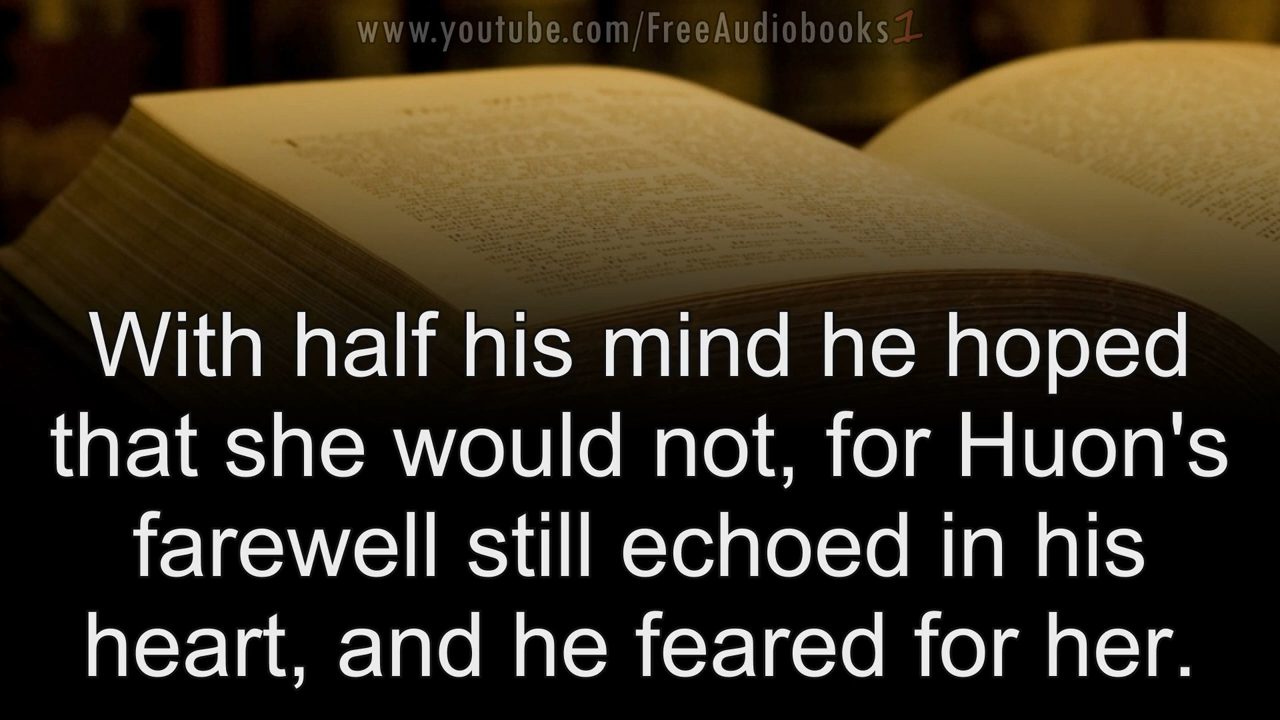 www.youtube.com/FreeAudiobooks1
With half his mind he hoped
that she would not, for Huon's
farewell still echoed in his
heart, and he feared for her.